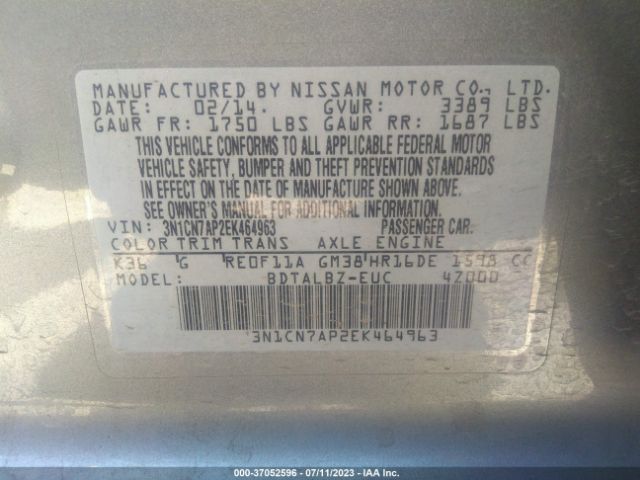 MANUFACTURED BY NISSAN MOTOR CO., LTD.
DATE: 02/14. GVWR: 3389 LBS
GAWR FR: 1750 LBS GAWR RR: 1687 LBS
THIS VEHICLE CONFORMS TO ALL APPLICABLE FEDERAL MOTOR
VEHICLE SAFETY, BUMPER AND THEFT PREVENTION STANDARDS
IN EFFECT ON THE DATE OF MANUFACTURE SHOWN ABOVE.
SEE OWNER'S MANUAL FOR ADDITIONAL INFORMATION.
VIN: 3N1CN7AP2EK464963 PASSENGER CAR.
COLOR TRIM TRANS AXLE ENGINE
K36 G RE0F11A GM38 HR16DE 1598 CC
MODEL: BDTALBZ-EUC 4Z000
3N1CN7AP2EK464963
000-37052596 - 07/11/2023 - IAA Inc.